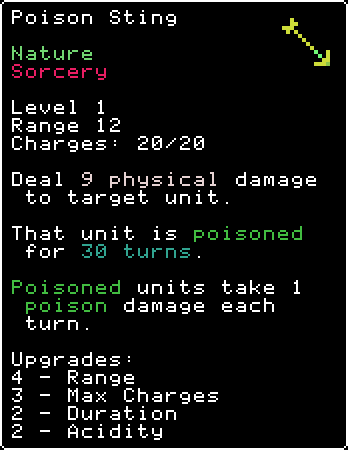 Poison Sting
Nature
Sorcery
Level 1
Range 12
Charges: 20/20
Deal 9 physical damage
to target unit.
That unit is poisoned
for 30 turns.
Poisoned units take 1
poison damage each
turn.
Upgrades:
4 - Range
3 - Max Charges
2 - Duration
2 - Acidity